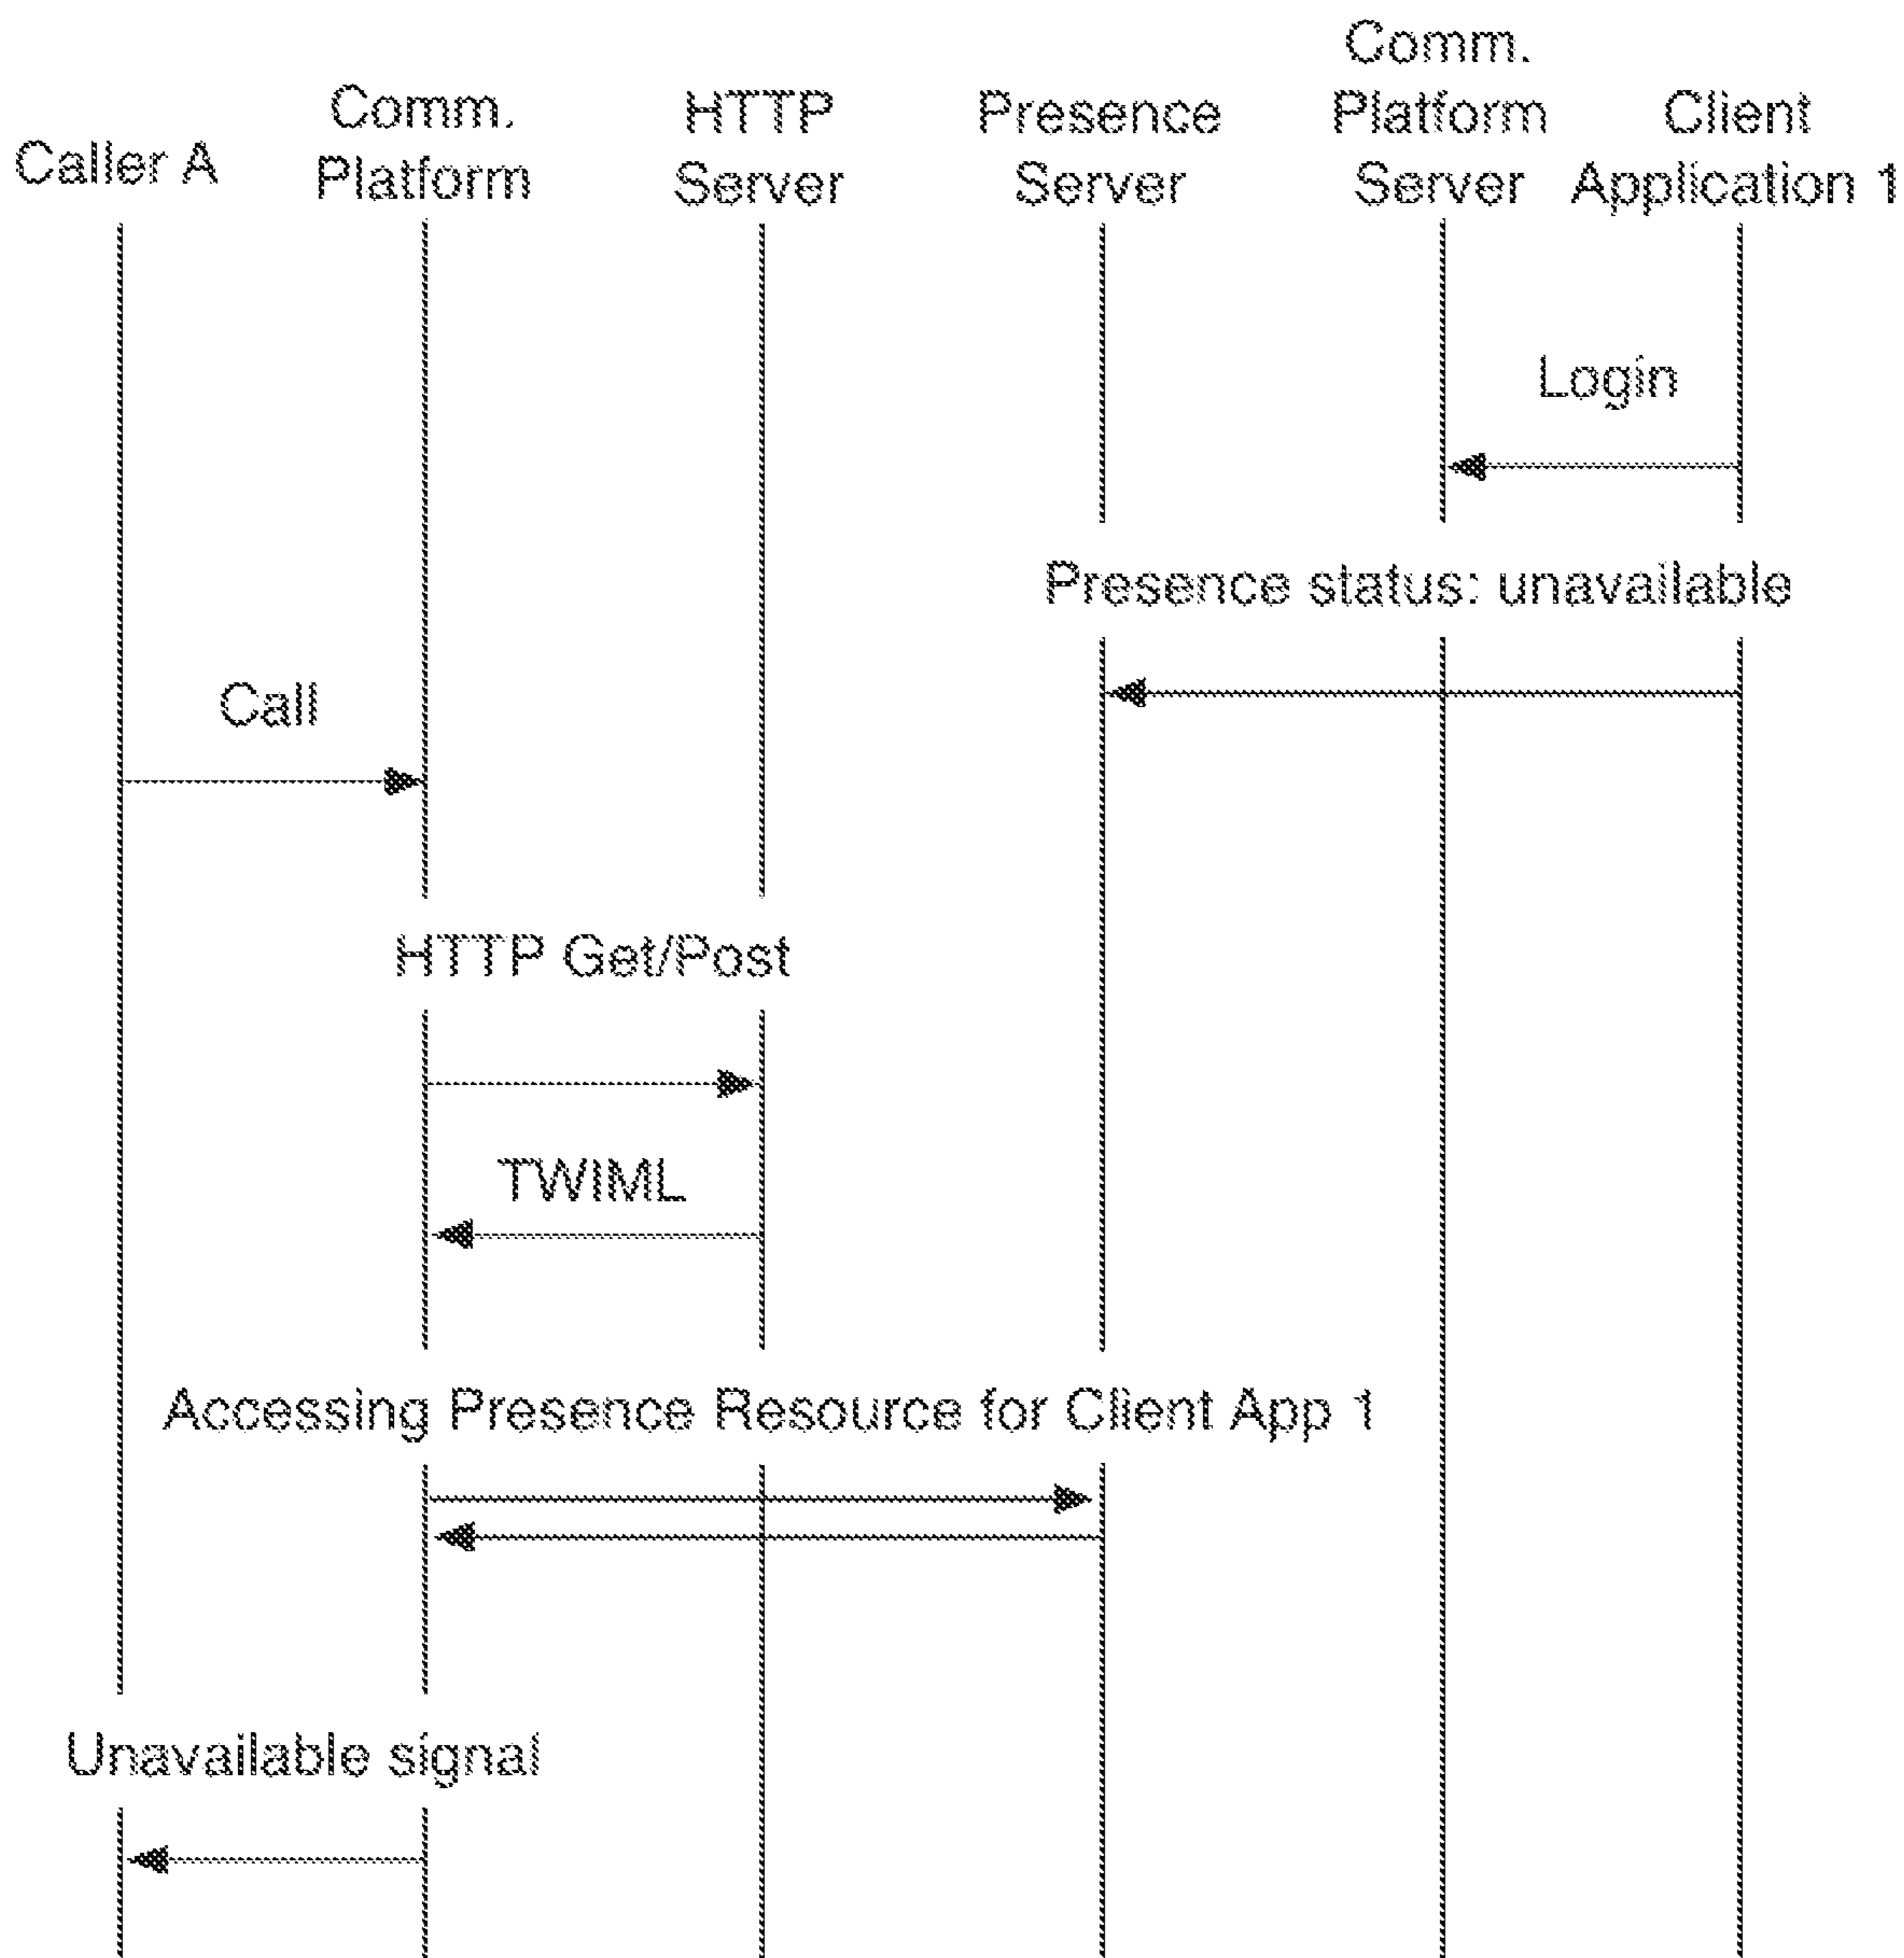 Caller A
Comm.
Platform
HTTP
Server
Presence
Server
Comm.
Platform
Server
Client
Application 1
Login
Presence status: unavailable
Call
HTTP Get/Post
TWIML
Accessing Presence Resource for Client App 1
Unavailable signal